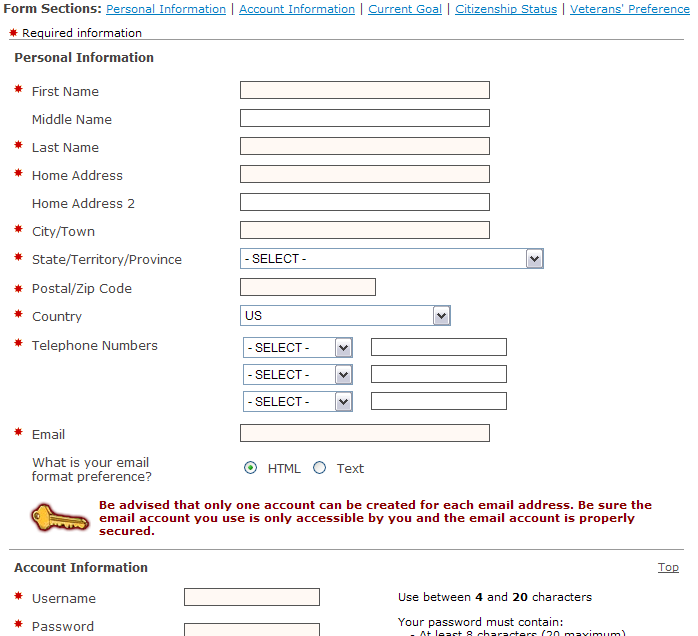 Form Sections: Personal Information | Account Information | Current Goal | Citizenship Status | Veterans' Preference
* Required information
Personal Information
* First Name
Middle Name
* Last Name
* Home Address
Home Address 2
* City/Town
* State/Territory/Province - SELECT -
* Postal/Zip Code
* Country US
* Telephone Numbers - SELECT -
- SELECT -
- SELECT -
* Email
What is your email
format preference? HTML Text
Be advised that only one account can be created for each email address. Be sure the
email account you use is only accessible by you and the email account is properly
secured.
Account Information Top
* Username Use between 4 and 20 characters
* Password Your password must contain:
- At least 8 characters (20 maximum)